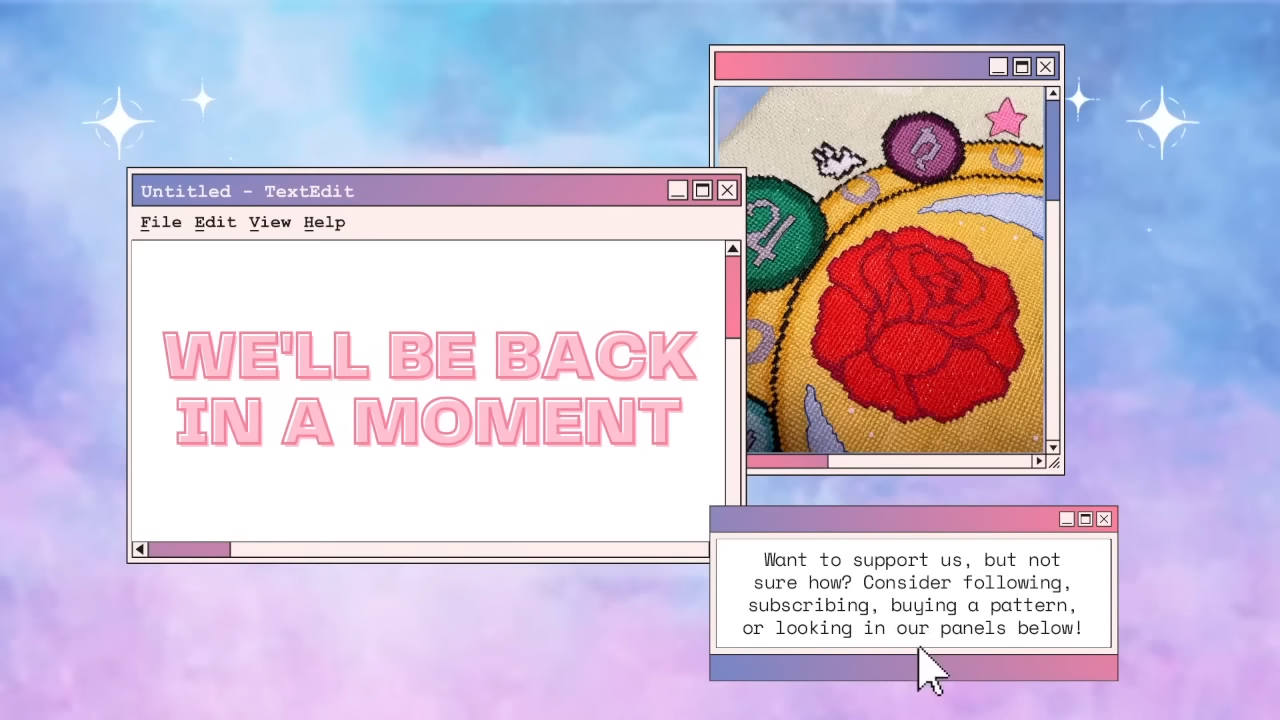 Untitled - TextEdit
File Edit View Help
WE'LL BE BACK
IN A MOMENT
Want to support us, but not
sure how? Consider following,
subscribing, buying a pattern,
or looking in our panels below!